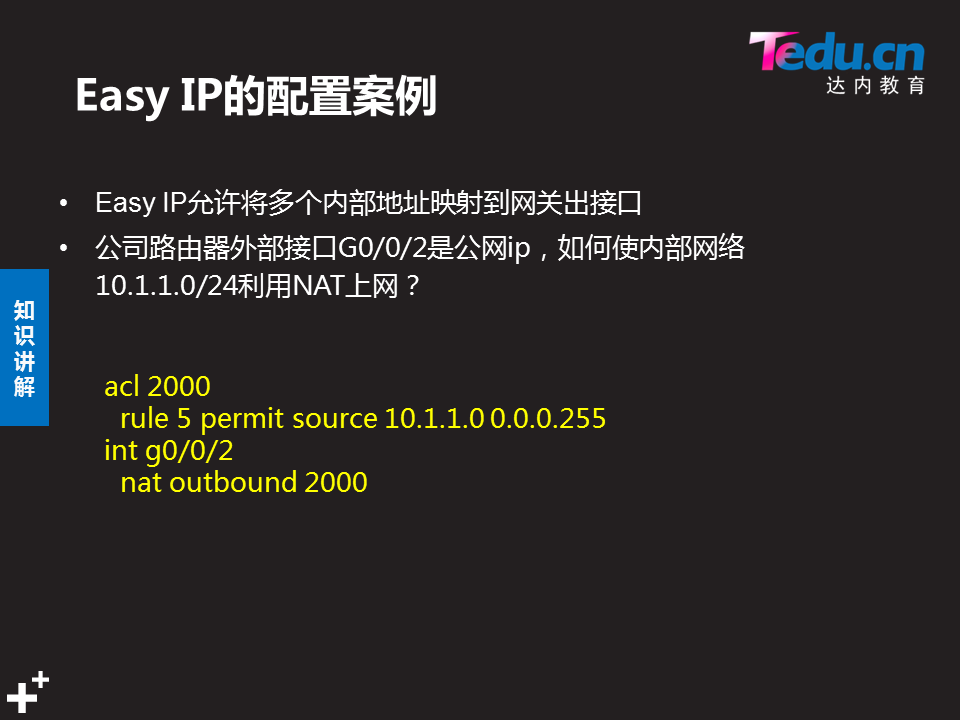 Tedu.cn
达内教育
Easy IP的配置案例
• Easy IP允许将多个内部地址映射到网关出接口
• 公司路由器外部接口G0/0/2是公网ip，如何使内部网络
10.1.1.0/24利用NAT上网？
知
识
讲
解
acl 2000
rule 5 permit source 10.1.1.0 0.0.0.255
int g0/0/2
nat outbound 2000